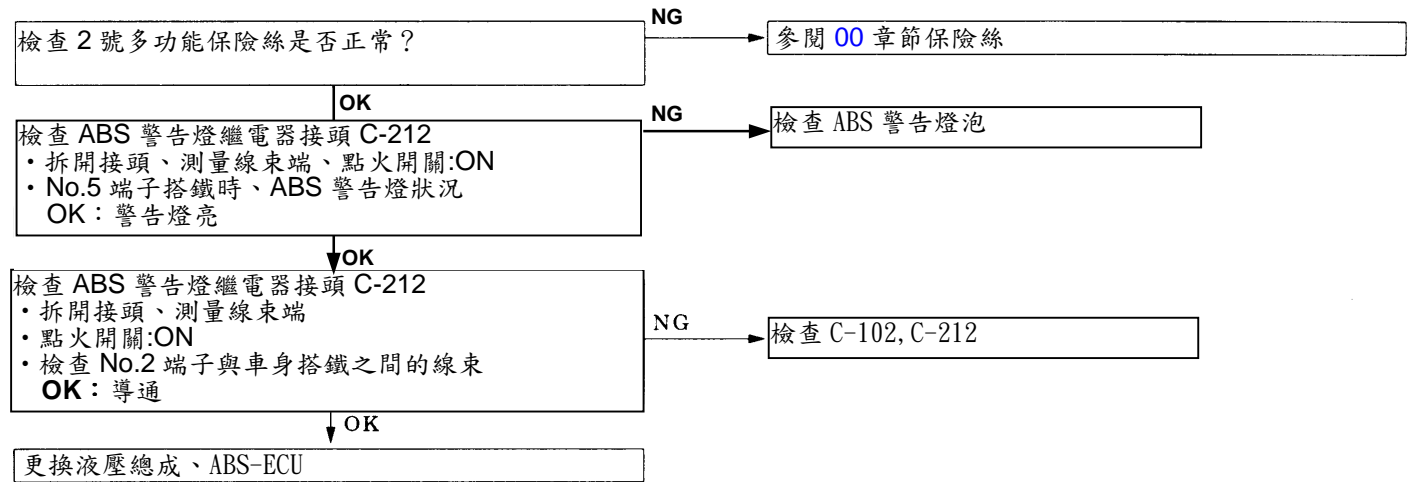 NG
檢查 2 號多功能保險絲是否正常？
參閱 00 章節保險絲
OK
NG
檢查 ABS 警告燈繼電器接頭 C-212
・拆開接頭、測量線束端、點火開關:ON
・No.5 端子搭鐵時、ABS 警告燈狀況
OK：警告燈亮
檢查 ABS 警告燈泡
OK
檢查 ABS 警告燈繼電器接頭 C-212
・拆開接頭、測量線束端
・點火開關:ON
・檢查 No.2 端子與車身搭鐵之間的線束
OK：導通
NG
檢查 C-102,C-212
OK
更換液壓總成、ABS-ECU